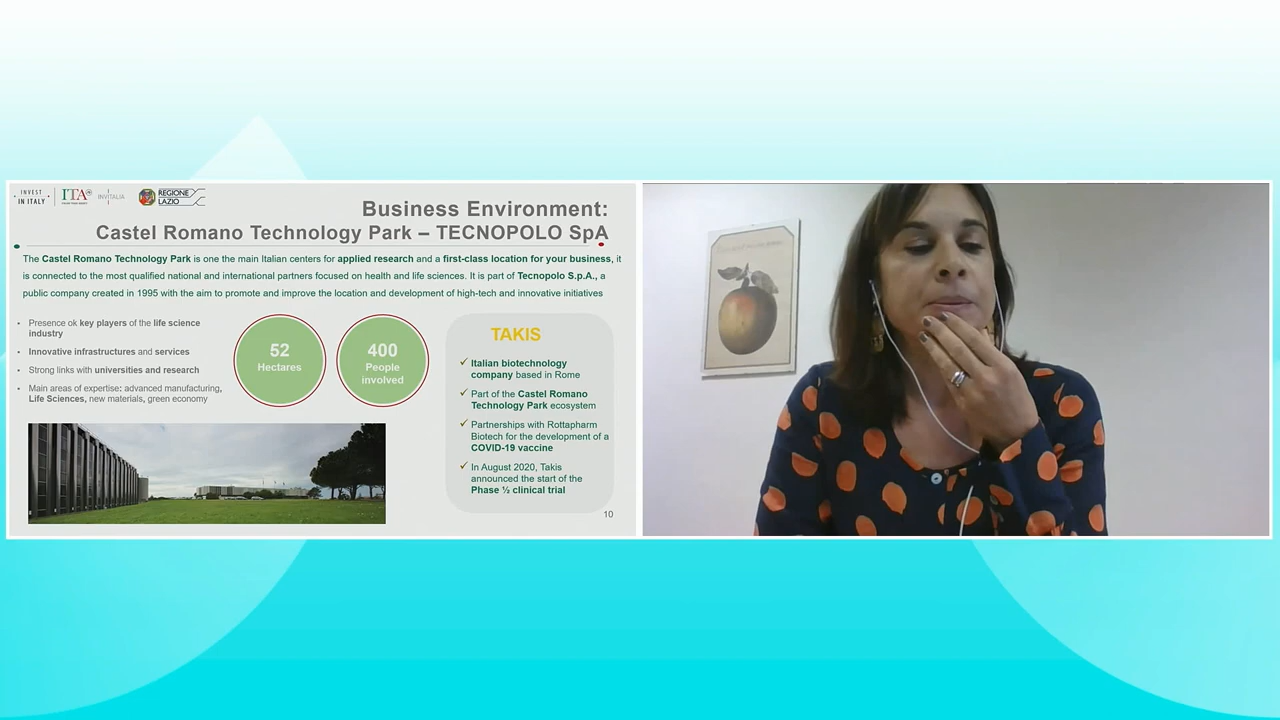 INVEST
IN ITALY
ITA
INVITALIA
REGIONE
LAZIO
Business Environment:
Castel Romano Technology Park – TECNOPOLO SpA
The Castel Romano Technology Park is one the main Italian centers for applied research and a first-class location for your business, it
is connected to the most qualified national and international partners focused on health and life sciences. It is part of Tecnopolo S.p.A., a
public company created in 1995 with the aim to promote and improve the location and development of high-tech and innovative initiatives
• Presence ok key players of the life science
industry
• Innovative infrastructures and services
• Strong links with universities and research
• Main areas of expertise: advanced manufacturing,
Life Sciences, new materials, green economy
52
Hectares
400
People
involved
TAKIS
✓ Italian biotechnology
company based in Rome
✓ Part of the Castel Romano
Technology Park ecosystem
✓ Partnerships with Rottapharm
Biotech for the development of a
COVID-19 vaccine
✓ In August 2020, Takis
announced the start of the
Phase ½ clinical trial
10